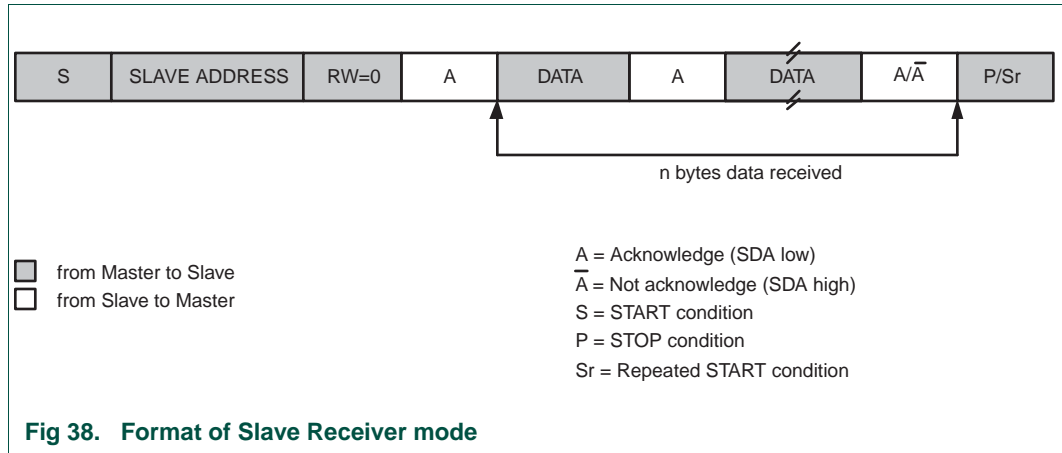 S SLAVE ADDRESS RW=0 A DATA A DATA A/A̅ P/Sr
n bytes data received
from Master to Slave
from Slave to Master
A = Acknowledge (SDA low)
A̅ = Not acknowledge (SDA high)
S = START condition
P = STOP condition
Sr = Repeated START condition
Fig 38. Format of Slave Receiver mode